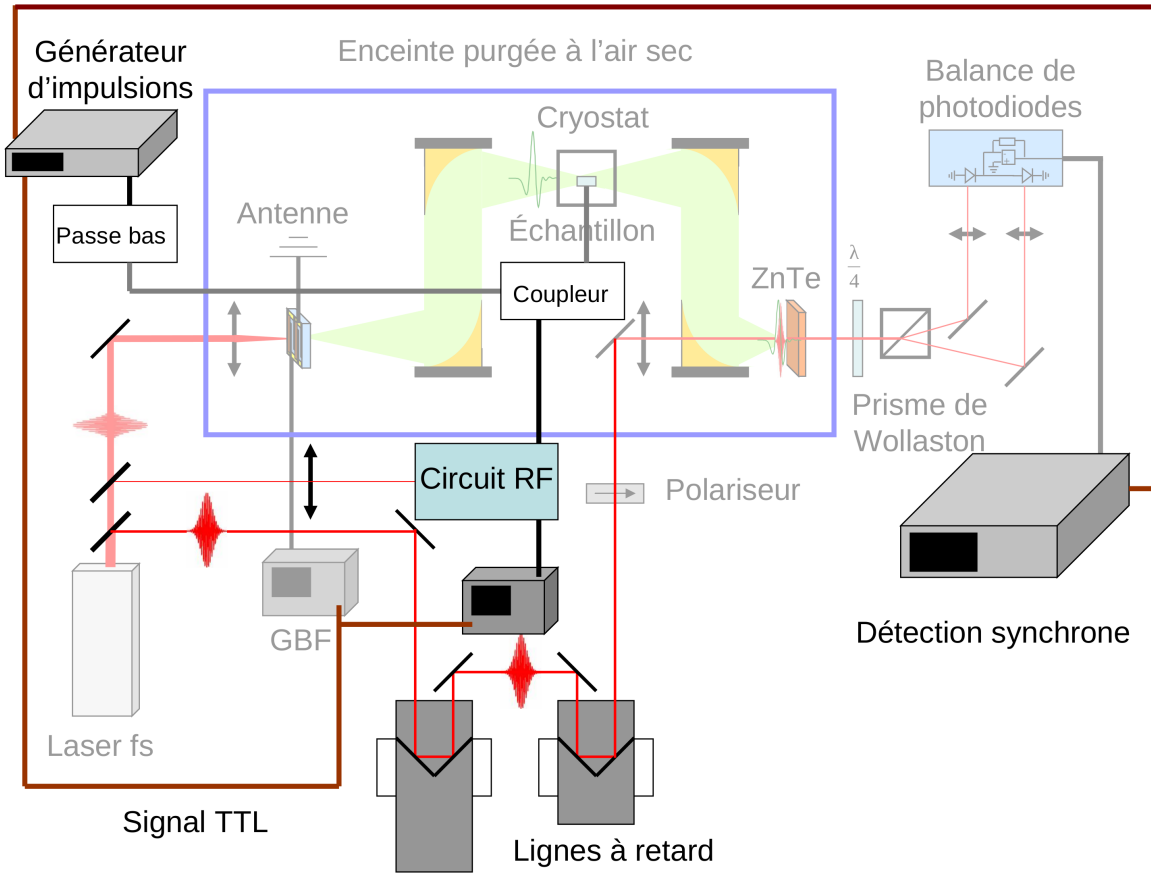 Générateur
d’impulsions
Enceinte purgée à l’air sec
Balance de
photodiodes
Cryostat
Passe bas
Antenne
Échantillon
Coupleur
ZnTe
λ
4
Prisme de
Wollaston
Circuit RF
Polariseur
GBF
Détection synchrone
Laser fs
Signal TTL
Lignes à retard